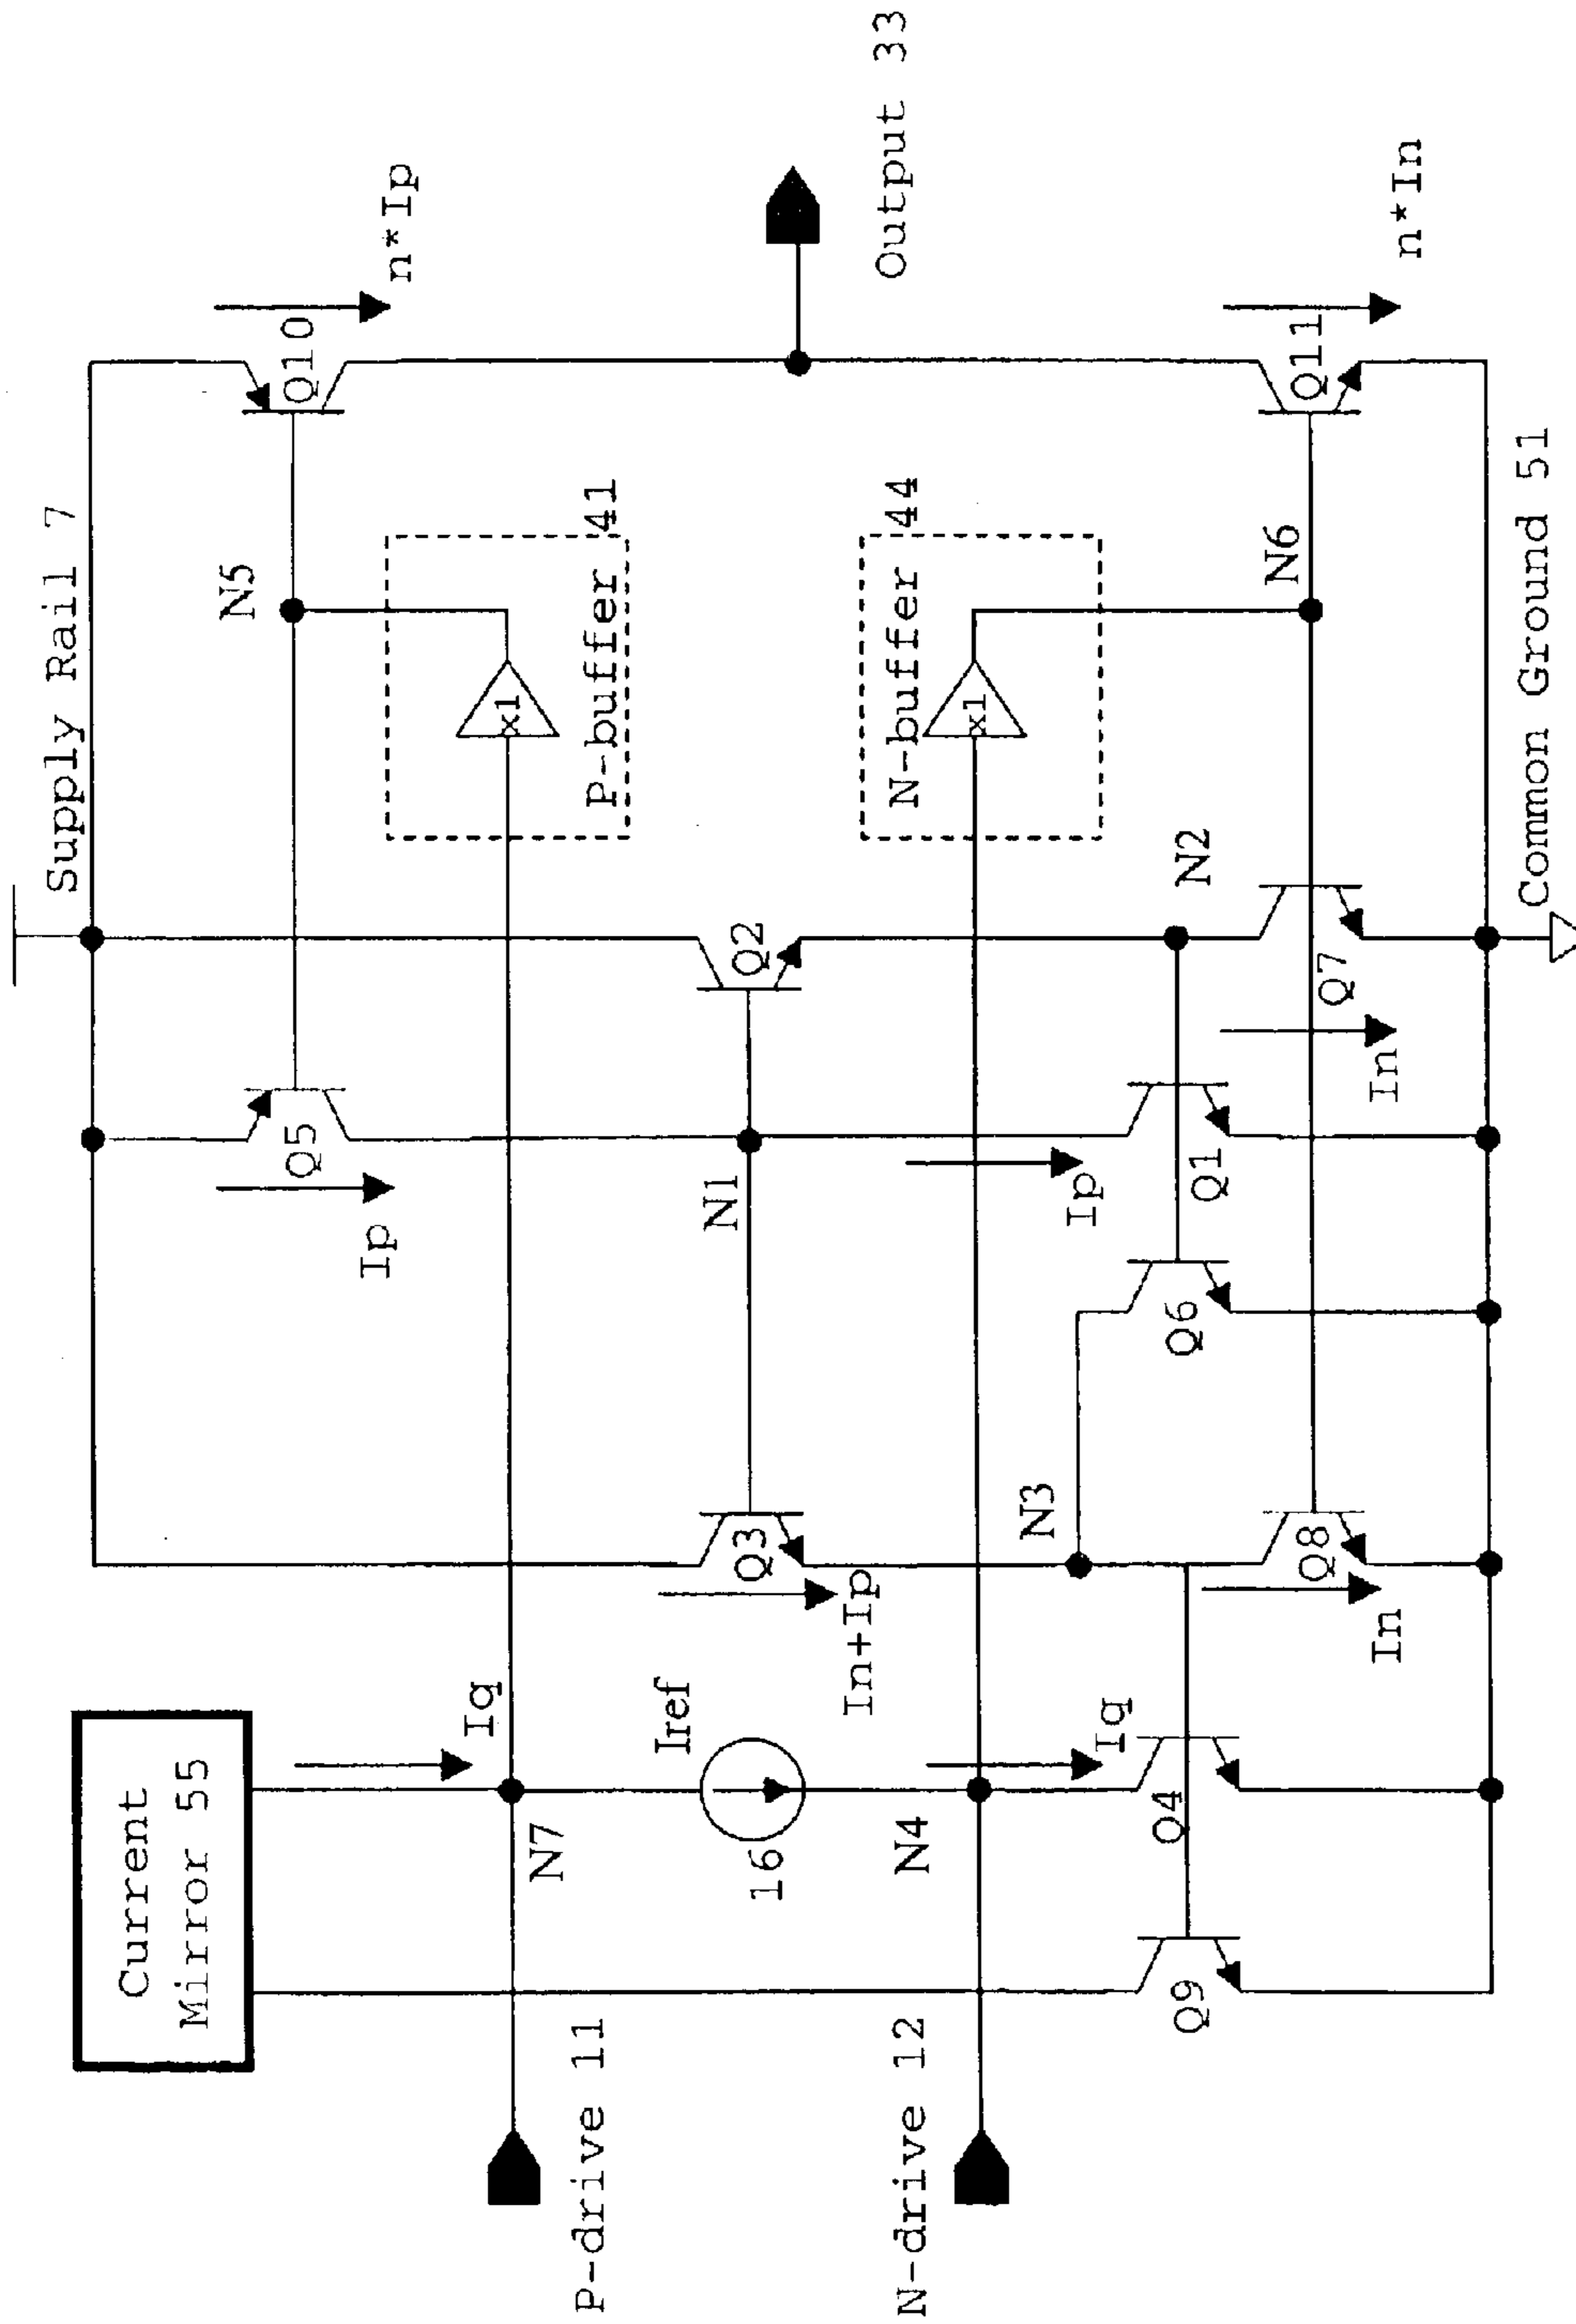 Supply Rail 7
Current
Mirror 55
N5
Q5
Q10
Ip
n*Ip
Iq
x1
P-buffer 41
P-drive 11
N7
Iref
16
N1
Q3
Q2
In+Ip
Output 33
N-buffer 44
x1
N-drive 12
N4
Iq
N3
Ip
N2
Q9
Q4
Q6
Q1
N6
Q8
Q7
Q11
In
In
n*In
Common Ground 51